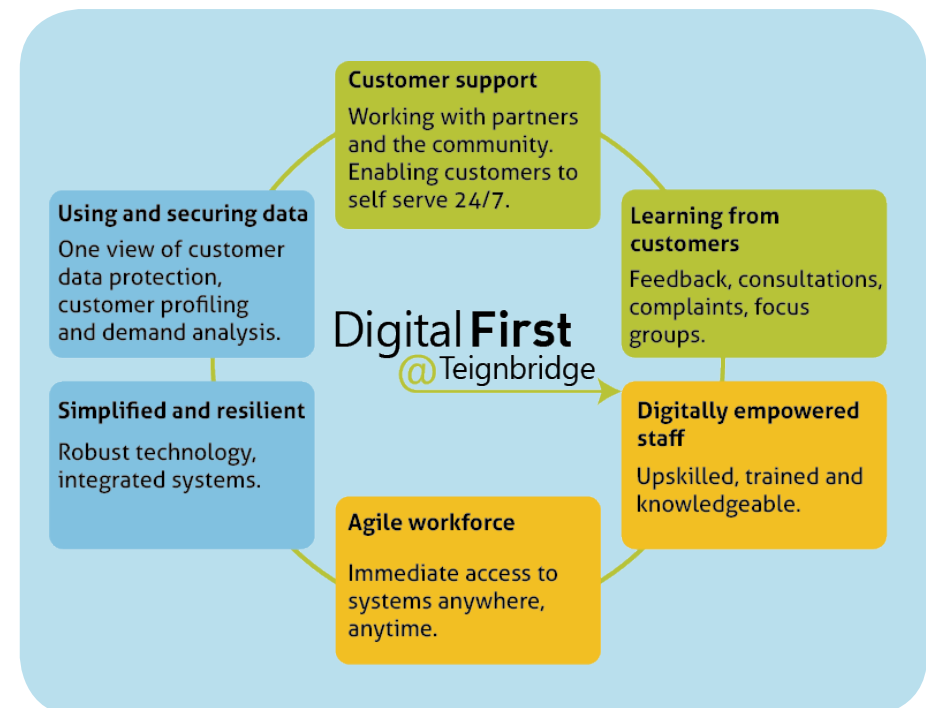 Customer support
Working with partners
and the community.
Enabling customers to
self serve 24/7.
Using and securing data
One view of customer
data protection,
customer profiling
and demand analysis.
Learning from
customers
Feedback, consultations,
complaints, focus
groups.
Digital First
@Teignbridge
Simplified and resilient
Robust technology,
integrated systems.
Digitally empowered
staff
Upskilled, trained and
knowledgeable.
Agile workforce
Immediate access to
systems anywhere,
anytime.